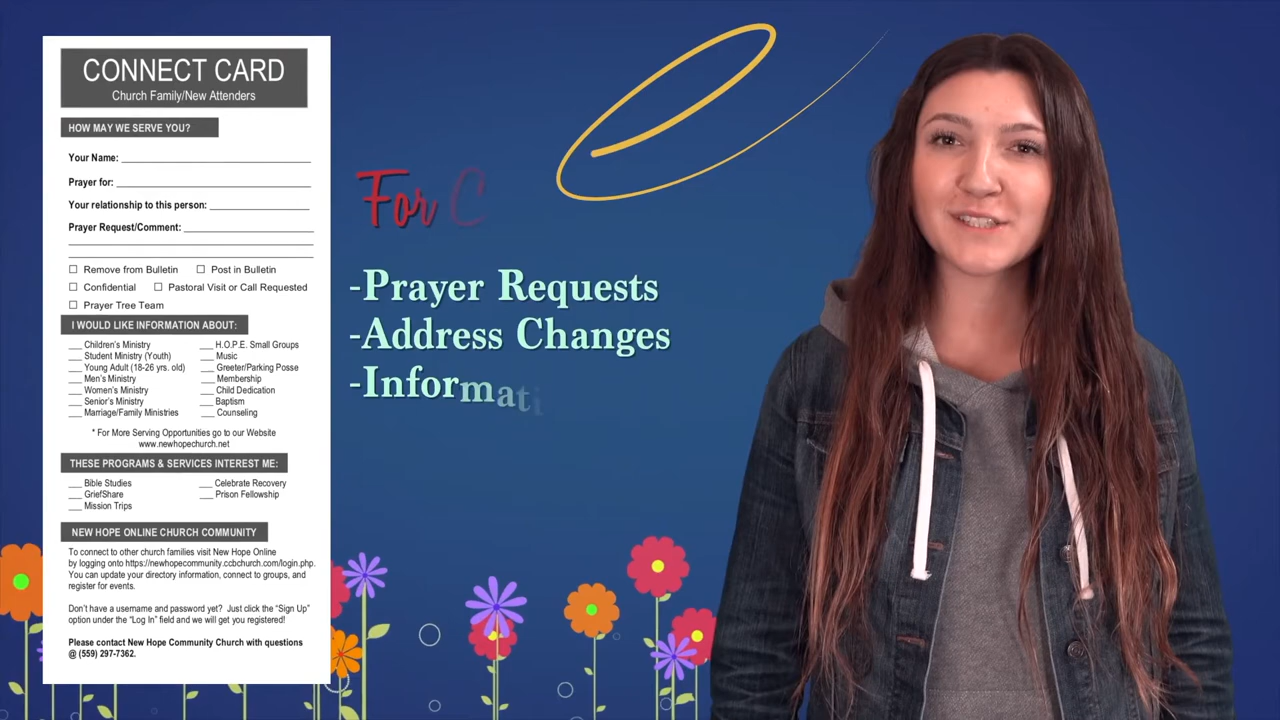 CONNECT CARD
Church Family/New Attenders
HOW MAY WE SERVE YOU?
Your Name:
Prayer for:
Your relationship to this person:
Prayer Request/Comment:
Remove from Bulletin Post in Bulletin
Confidential Pastoral Visit or Call Requested
Prayer Tree Team
I WOULD LIKE INFORMATION ABOUT:
Children's Ministry H.O.P.E. Small Groups
Student Ministry (Youth) Music
Young Adult (18-26 yrs. old) Greeter/Parking Posse
Men's Ministry Membership
Women's Ministry Child Dedication
Senior's Ministry Baptism
Marriage/Family Ministries Counseling
* For More Serving Opportunities go to our Website
www.newhopechurch.net
THESE PROGRAMS & SERVICES INTEREST ME:
Bible Studies Celebrate Recovery
GriefShare Prison Fellowship
Mission Trips
NEW HOPE ONLINE CHURCH COMMUNITY
To connect to other church families visit New Hope Online
by logging onto https://newhopecommunity.ccbchurch.com/login.php.
You can update your directory information, connect to groups, and
register for events.
Don't have a username and password yet? Just click the "Sign Up"
option under the "Log In" field and we will get you registered!
Please contact New Hope Community Church with questions
@ (559) 297-7362.
For C
-Prayer Requests
-Address Changes
-Informati